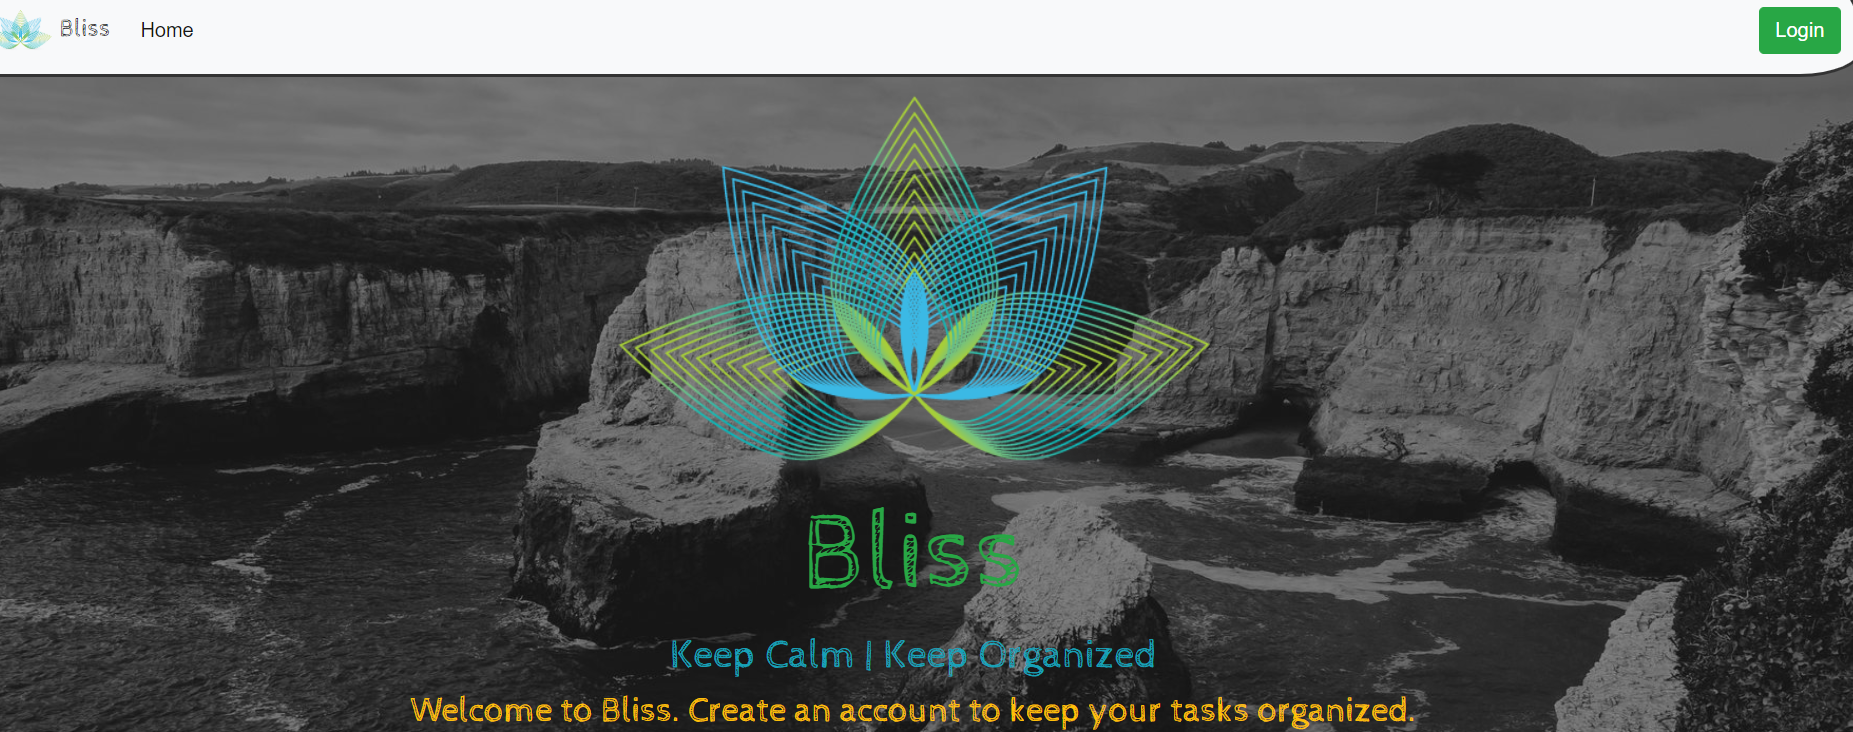 Bliss Home Login
Bliss
Keep Calm | Keep Organized
Welcome to Bliss. Create an account to keep your tasks organized.